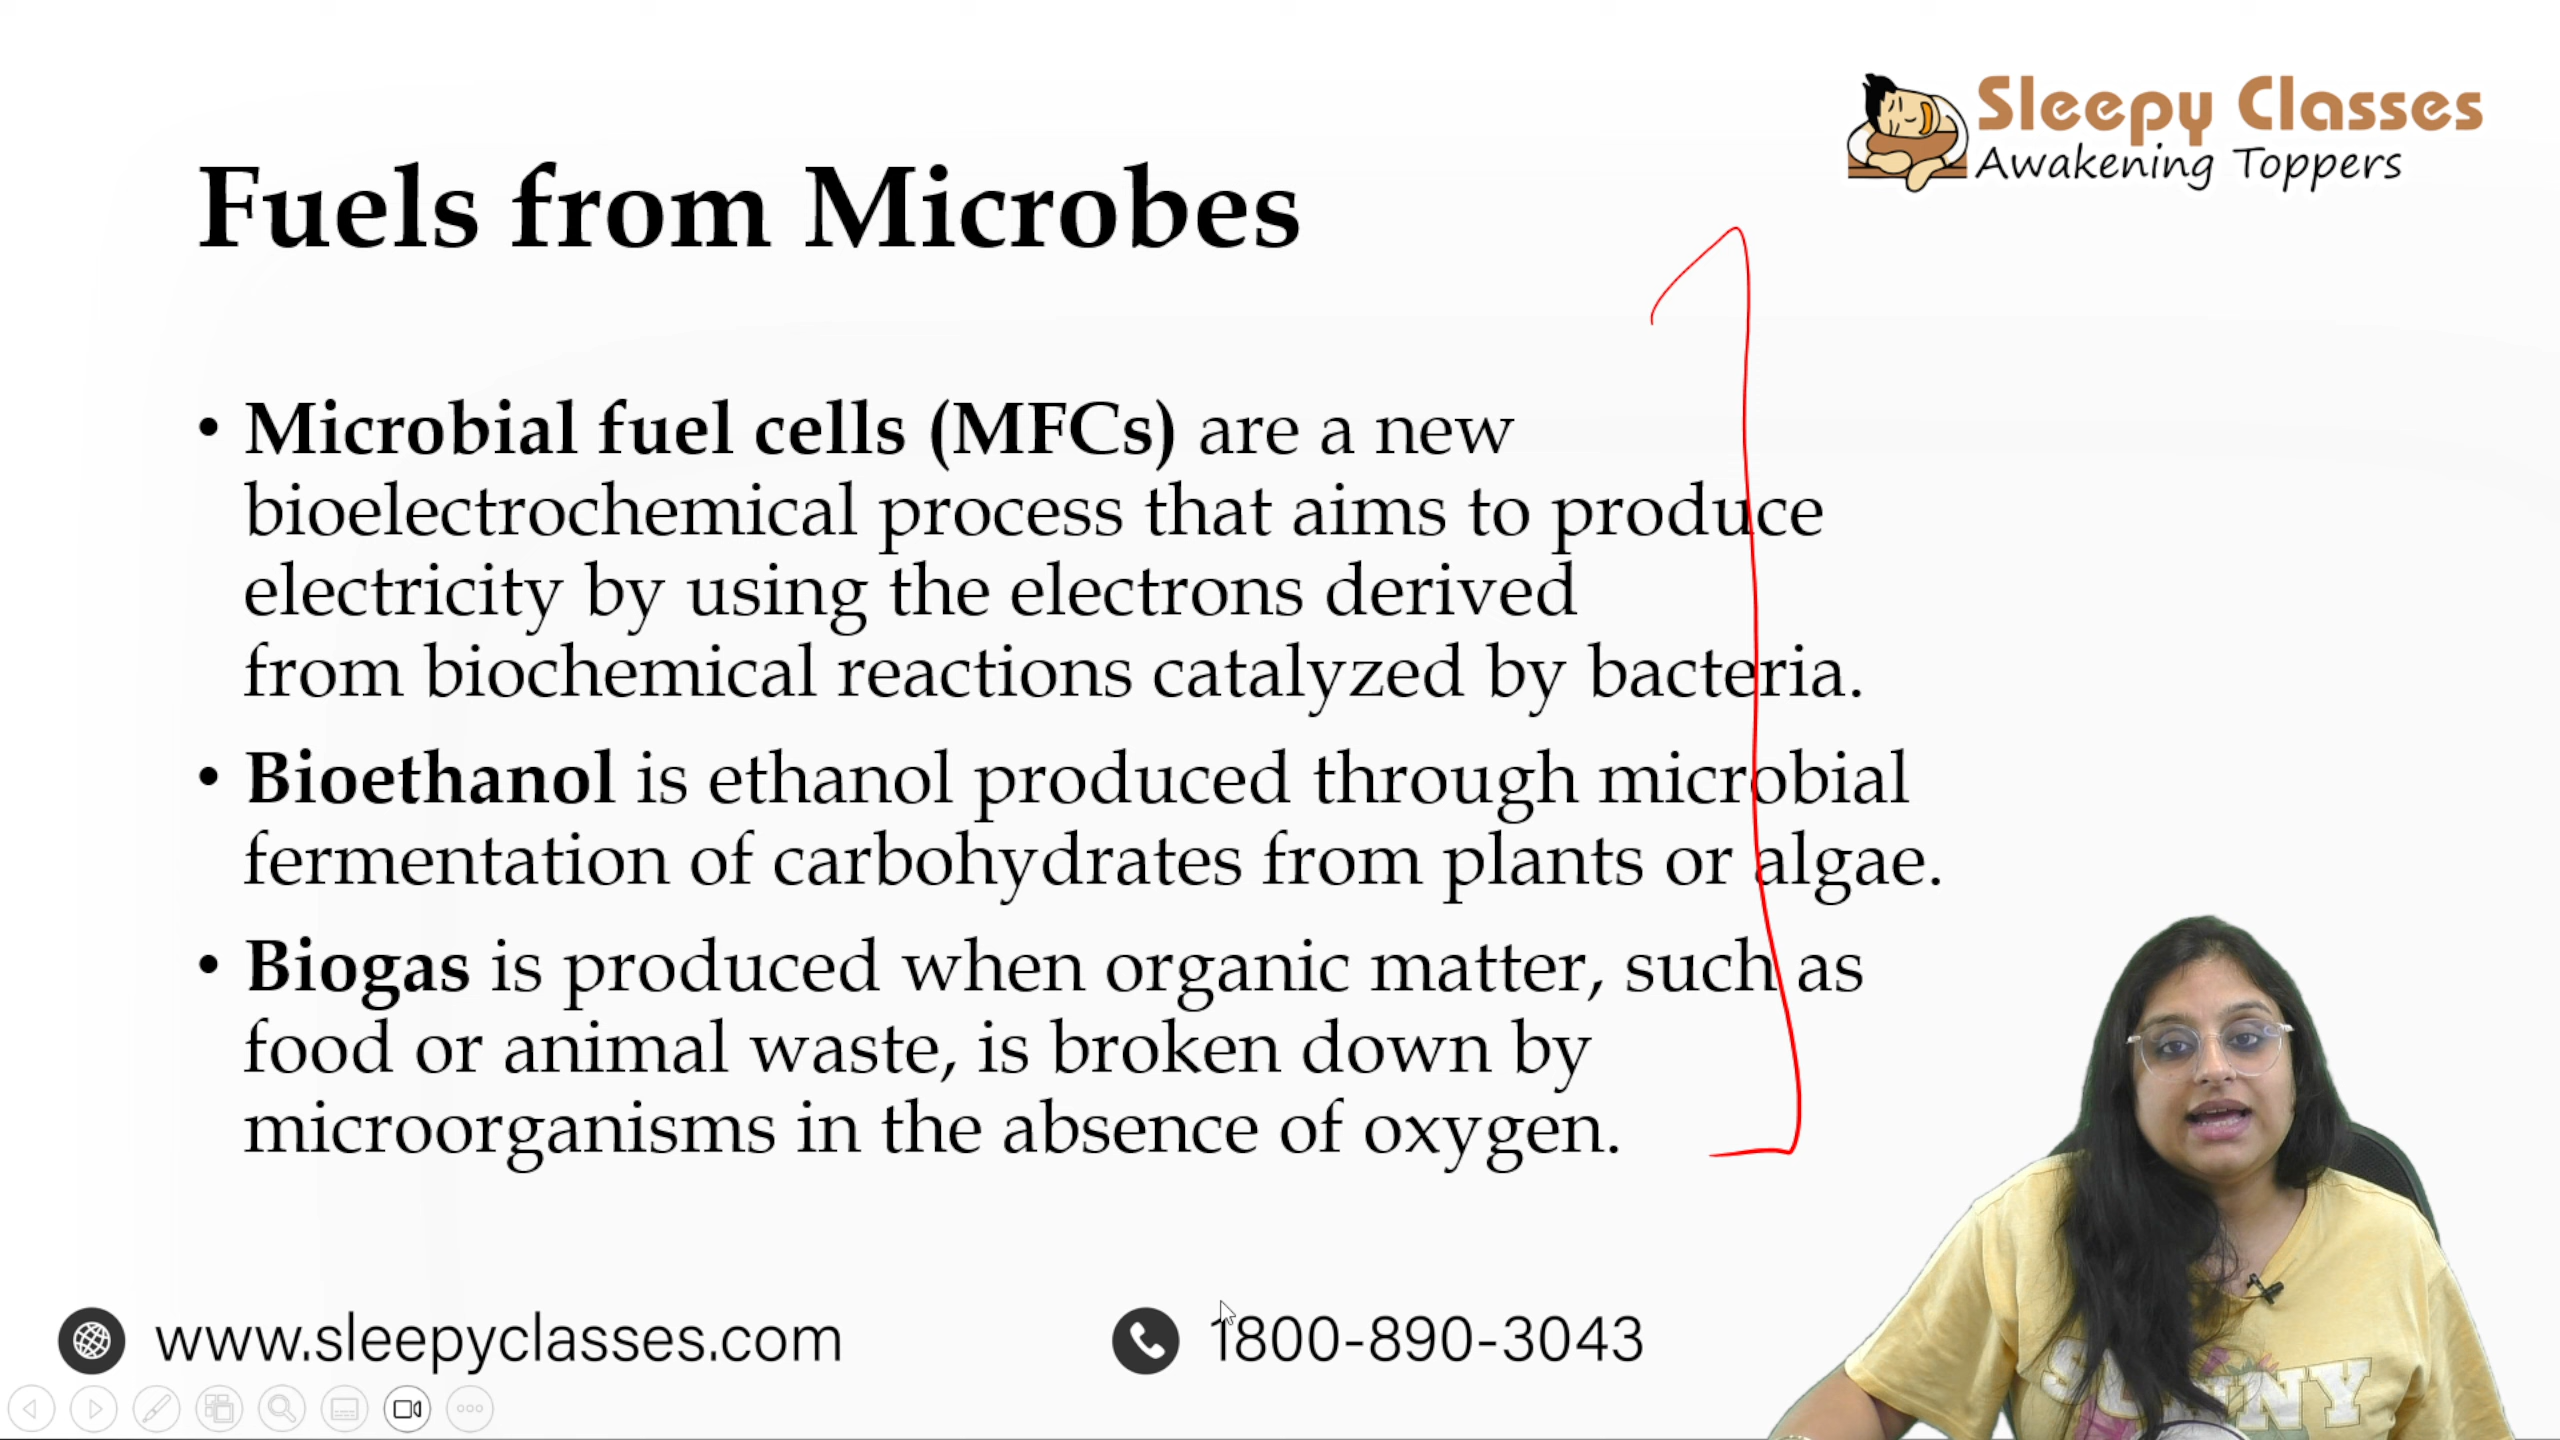 Sleepy Classes
Awakening Toppers
Fuels from Microbes
• Microbial fuel cells (MFCs) are a new
bioelectrochemical process that aims to produce
electricity by using the electrons derived
from biochemical reactions catalyzed by bacteria.
• Bioethanol is ethanol produced through microbial
fermentation of carbohydrates from plants or algae.
• Biogas is produced when organic matter, such as
food or animal waste, is broken down by
microorganisms in the absence of oxygen.
www.sleepyclasses.com
1800-890-3043